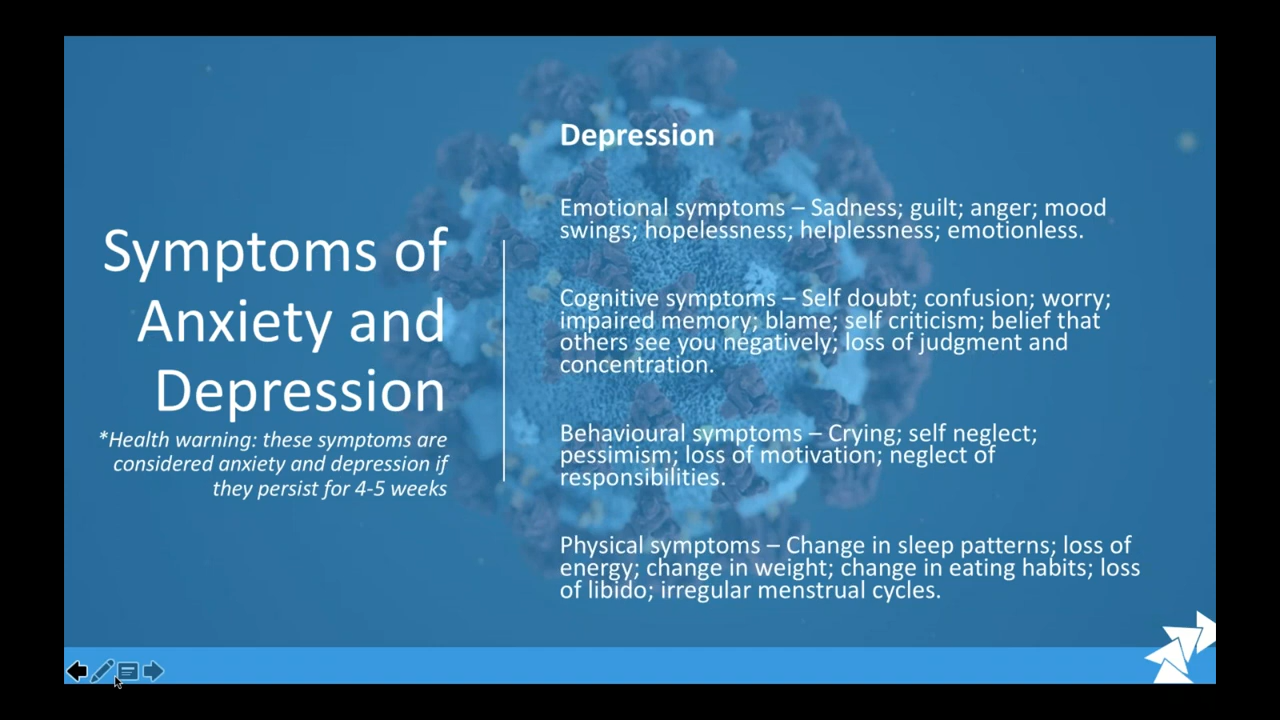 Symptoms of
Anxiety and
Depression
*Health warning: these symptoms are
considered anxiety and depression if
they persist for 4-5 weeks
Depression
Emotional symptoms – Sadness; guilt; anger; mood
swings; hopelessness; helplessness; emotionless.
Cognitive symptoms – Self doubt; confusion; worry;
impaired memory; blame; self criticism; belief that
others see you negatively; loss of judgment and
concentration.
Behavioural symptoms – Crying; self neglect;
pessimism; loss of motivation; neglect of
responsibilities.
Physical symptoms – Change in sleep patterns; loss of
energy; change in weight; change in eating habits; loss
of libido; irregular menstrual cycles.